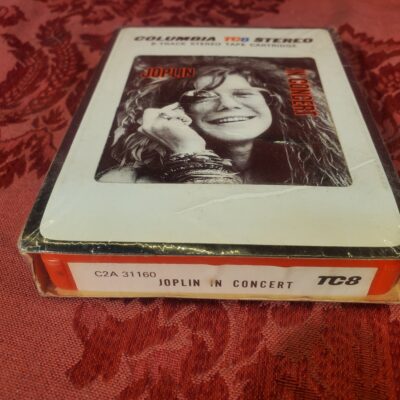 COLUMBIA TC8 STEREO
8-TRACK STEREO TAPE CARTRIDGE
JOPLIN
IN CONCERT
C2A 31160
JOPLIN IN CONCERT
TC8